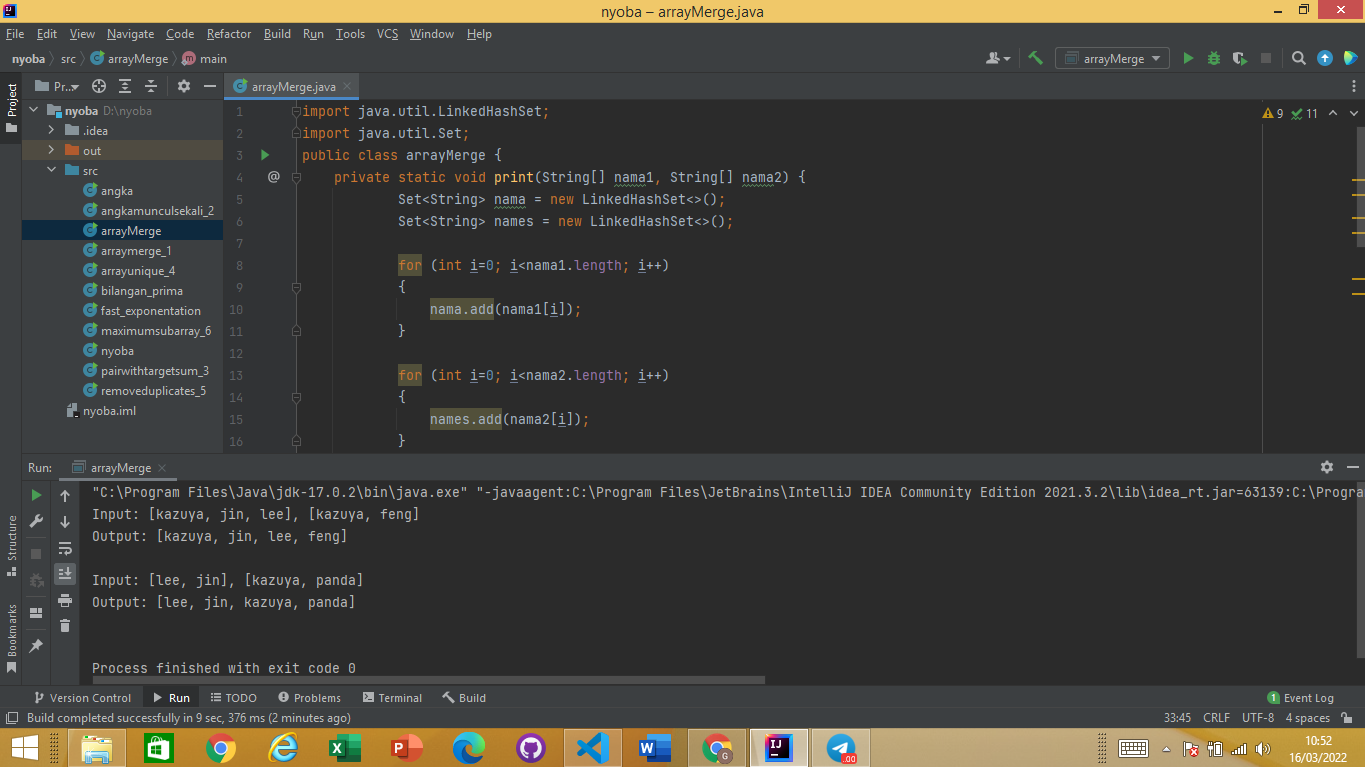 nyoba – arrayMerge.java
File Edit View Navigate Code Refactor Build Run Tools VCS Window Help
nyoba src arrayMerge main
arrayMerge
Project
Pr...
arrayMerge.java
nyoba D:\nyoba
.idea
out
src
angka
angkamunculsekali_2
arrayMerge
arraymerge_1
arrayunique_4
bilangan_prima
fast_exponentation
maximumsubarray_6
nyoba
pairwithtargetsum_3
removeduplicates_5
nyoba.iml
9 11
1 import java.util.LinkedHashSet;
2 import java.util.Set;
3 public class arrayMerge {
4 @ private static void print(String[] nama1, String[] nama2) {
5 Set<String> nama = new LinkedHashSet<>();
6 Set<String> names = new LinkedHashSet<>();
7
8 for (int i=0; i<nama1.length; i++)
9 {
10 nama.add(nama1[i]);
11 }
12
13 for (int i=0; i<nama2.length; i++)
14 {
15 names.add(nama2[i]);
16 }
Run: arrayMerge
"C:\Program Files\Java\jdk-17.0.2\bin\java.exe" "-javaagent:C:\Program Files\JetBrains\IntelliJ IDEA Community Edition 2021.3.2\lib\idea_rt.jar=63139:C:\Progra
Input: [kazuya, jin, lee], [kazuya, feng]
Output: [kazuya, jin, lee, feng]
Input: [lee, jin], [kazuya, panda]
Output: [lee, jin, kazuya, panda]
Process finished with exit code 0
Structure
Bookmarks
Version Control Run TODO Problems Terminal Build 1 Event Log
Build completed successfully in 9 sec, 376 ms (2 minutes ago) 33:45 CRLF UTF-8 4 spaces
10:52
16/03/2022